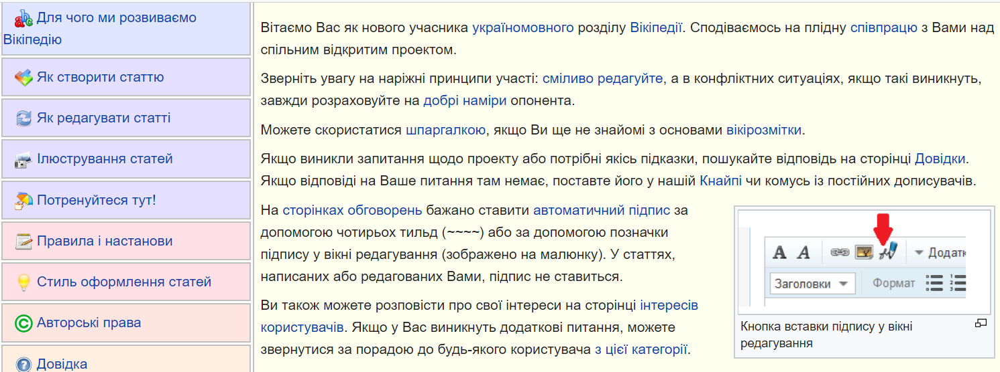 Для чого ми розвиваємо
Вікіпедію
Як створити статтю
Як редагувати статті
Ілюстрування статей
Потренуйтеся тут!
Правила і настанови
Стиль оформлення статей
Авторські права
Довідка
Вітаємо Вас як нового учасника україномовного розділу Вікіпедії. Сподіваємось на плідну співпрацю з Вами над
спільним відкритим проектом.
Зверніть увагу на наріжні принципи участі: сміливо редагуйте, а в конфліктних ситуаціях, якщо такі виникнуть,
завжди розраховуйте на добрі наміри опонента.
Можете скористатися шпаргалкою, якщо Ви ще не знайомі з основами вікірозмітки.
Якщо виникли запитання щодо проекту або потрібні якісь підказки, пошукайте відповідь на сторінці Довідки.
Якщо відповіді на Ваше питання там немає, поставте його у нашій Кнайпі чи комусь із постійних дописувачів.
На сторінках обговорень бажано ставити автоматичний підпис за
допомогою чотирьох тильд (~~~~) або за допомогою позначки
підпису у вікні редагування (зображено на малюнку). У статтях,
написаних або редагованих Вами, підпис не ставиться.
Ви також можете розповісти про свої інтереси на сторінці інтересів
користувачів. Якщо у Вас виникнуть додаткові питання, можете
звернутися за порадою до будь-якого користувача з цієї категорії.
A A Додатк
Заголовки Формат
Кнопка вставки підпису у вікні
редагування